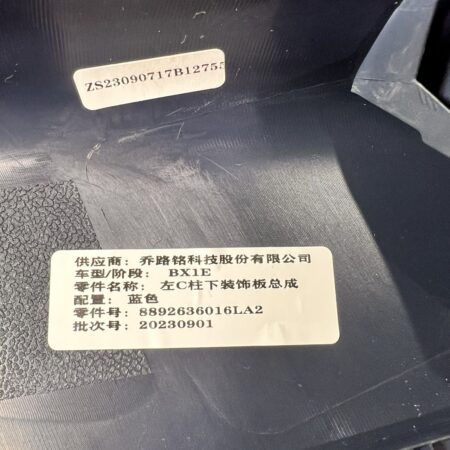 ZS23090717B12755
供应商： 乔路铭科技股份有限公司
车型/阶段： BX1E
零件名称： 左C柱下装饰板总成
配置： 蓝色
零件号： 8892636016LA2
批次号： 20230901